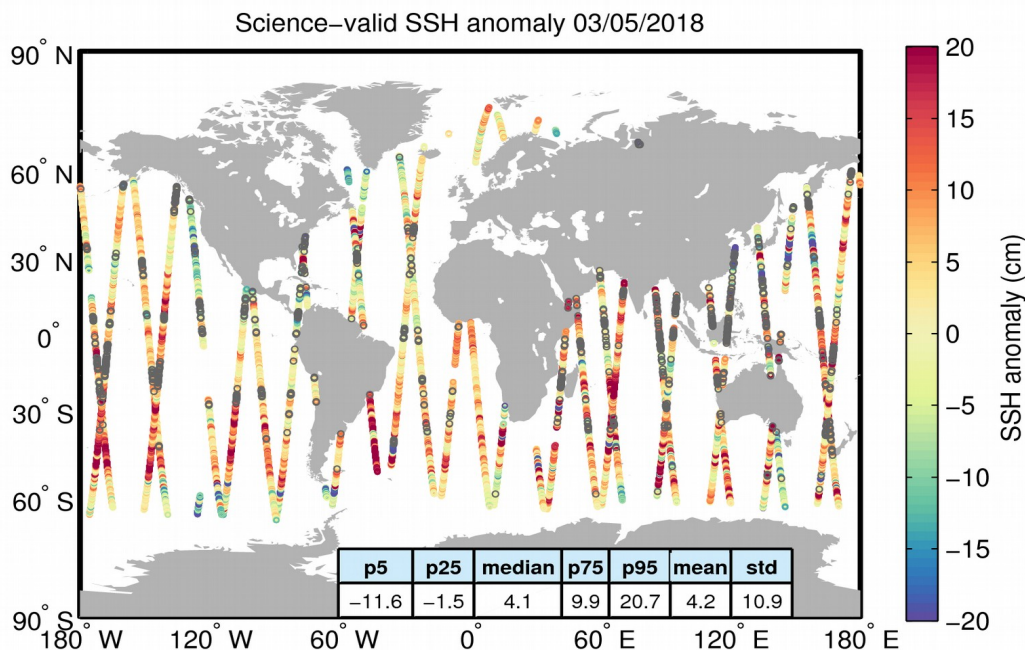 Science−valid SSH anomaly 03/05/2018
90° N
60° N
30° N
0°
30° S
60° S
90° S
180° W
120° W
60° W
0°
60° E
120° E
180° E
p5 p25 median p75 p95 mean std
−11.6 −1.5 4.1 9.9 20.7 4.2 10.9
20
15
10
5
0
−5
−10
−15
−20
SSH anomaly (cm)